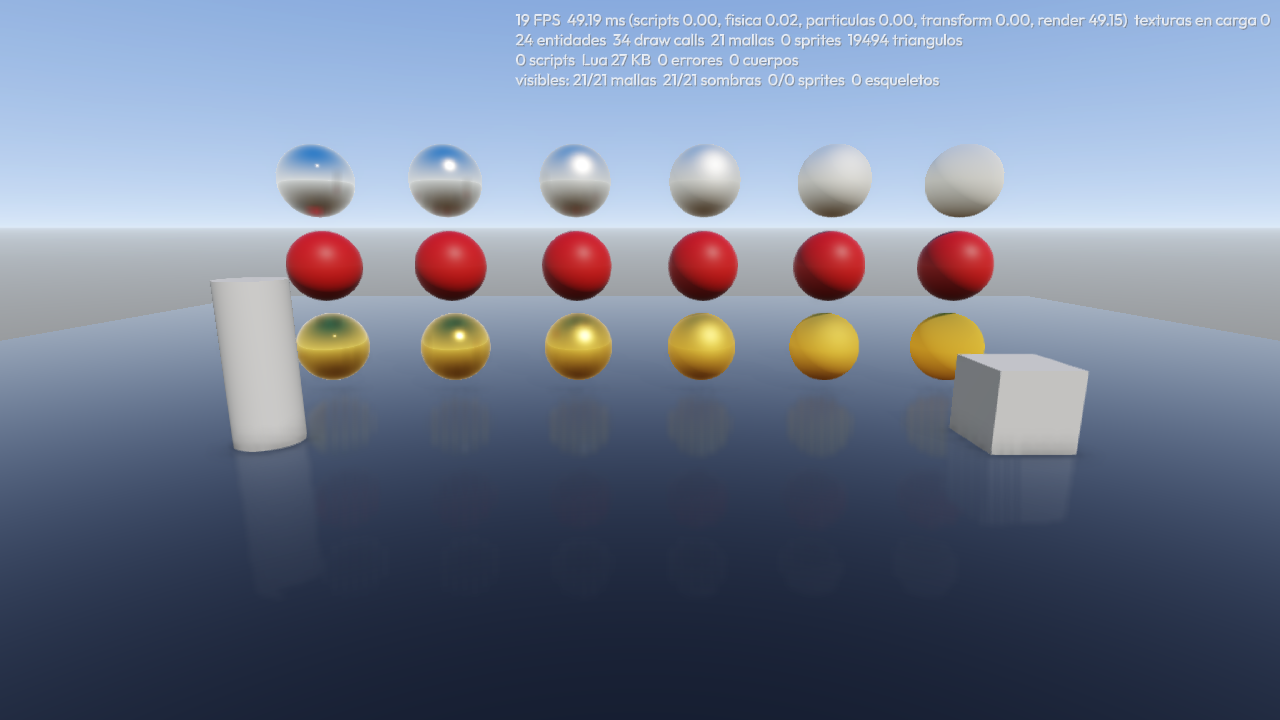 19 FPS 49.19 ms (scripts 0.00, fisica 0.02, particulas 0.00, transform 0.00, render 49.15) texturas en carga 0
24 entidades 34 draw calls 21 mallas 0 sprites 19494 triangulos
0 scripts Lua 27 KB 0 errores 0 cuerpos
visibles: 21/21 mallas 21/21 sombras 0/0 sprites 0 esqueletos